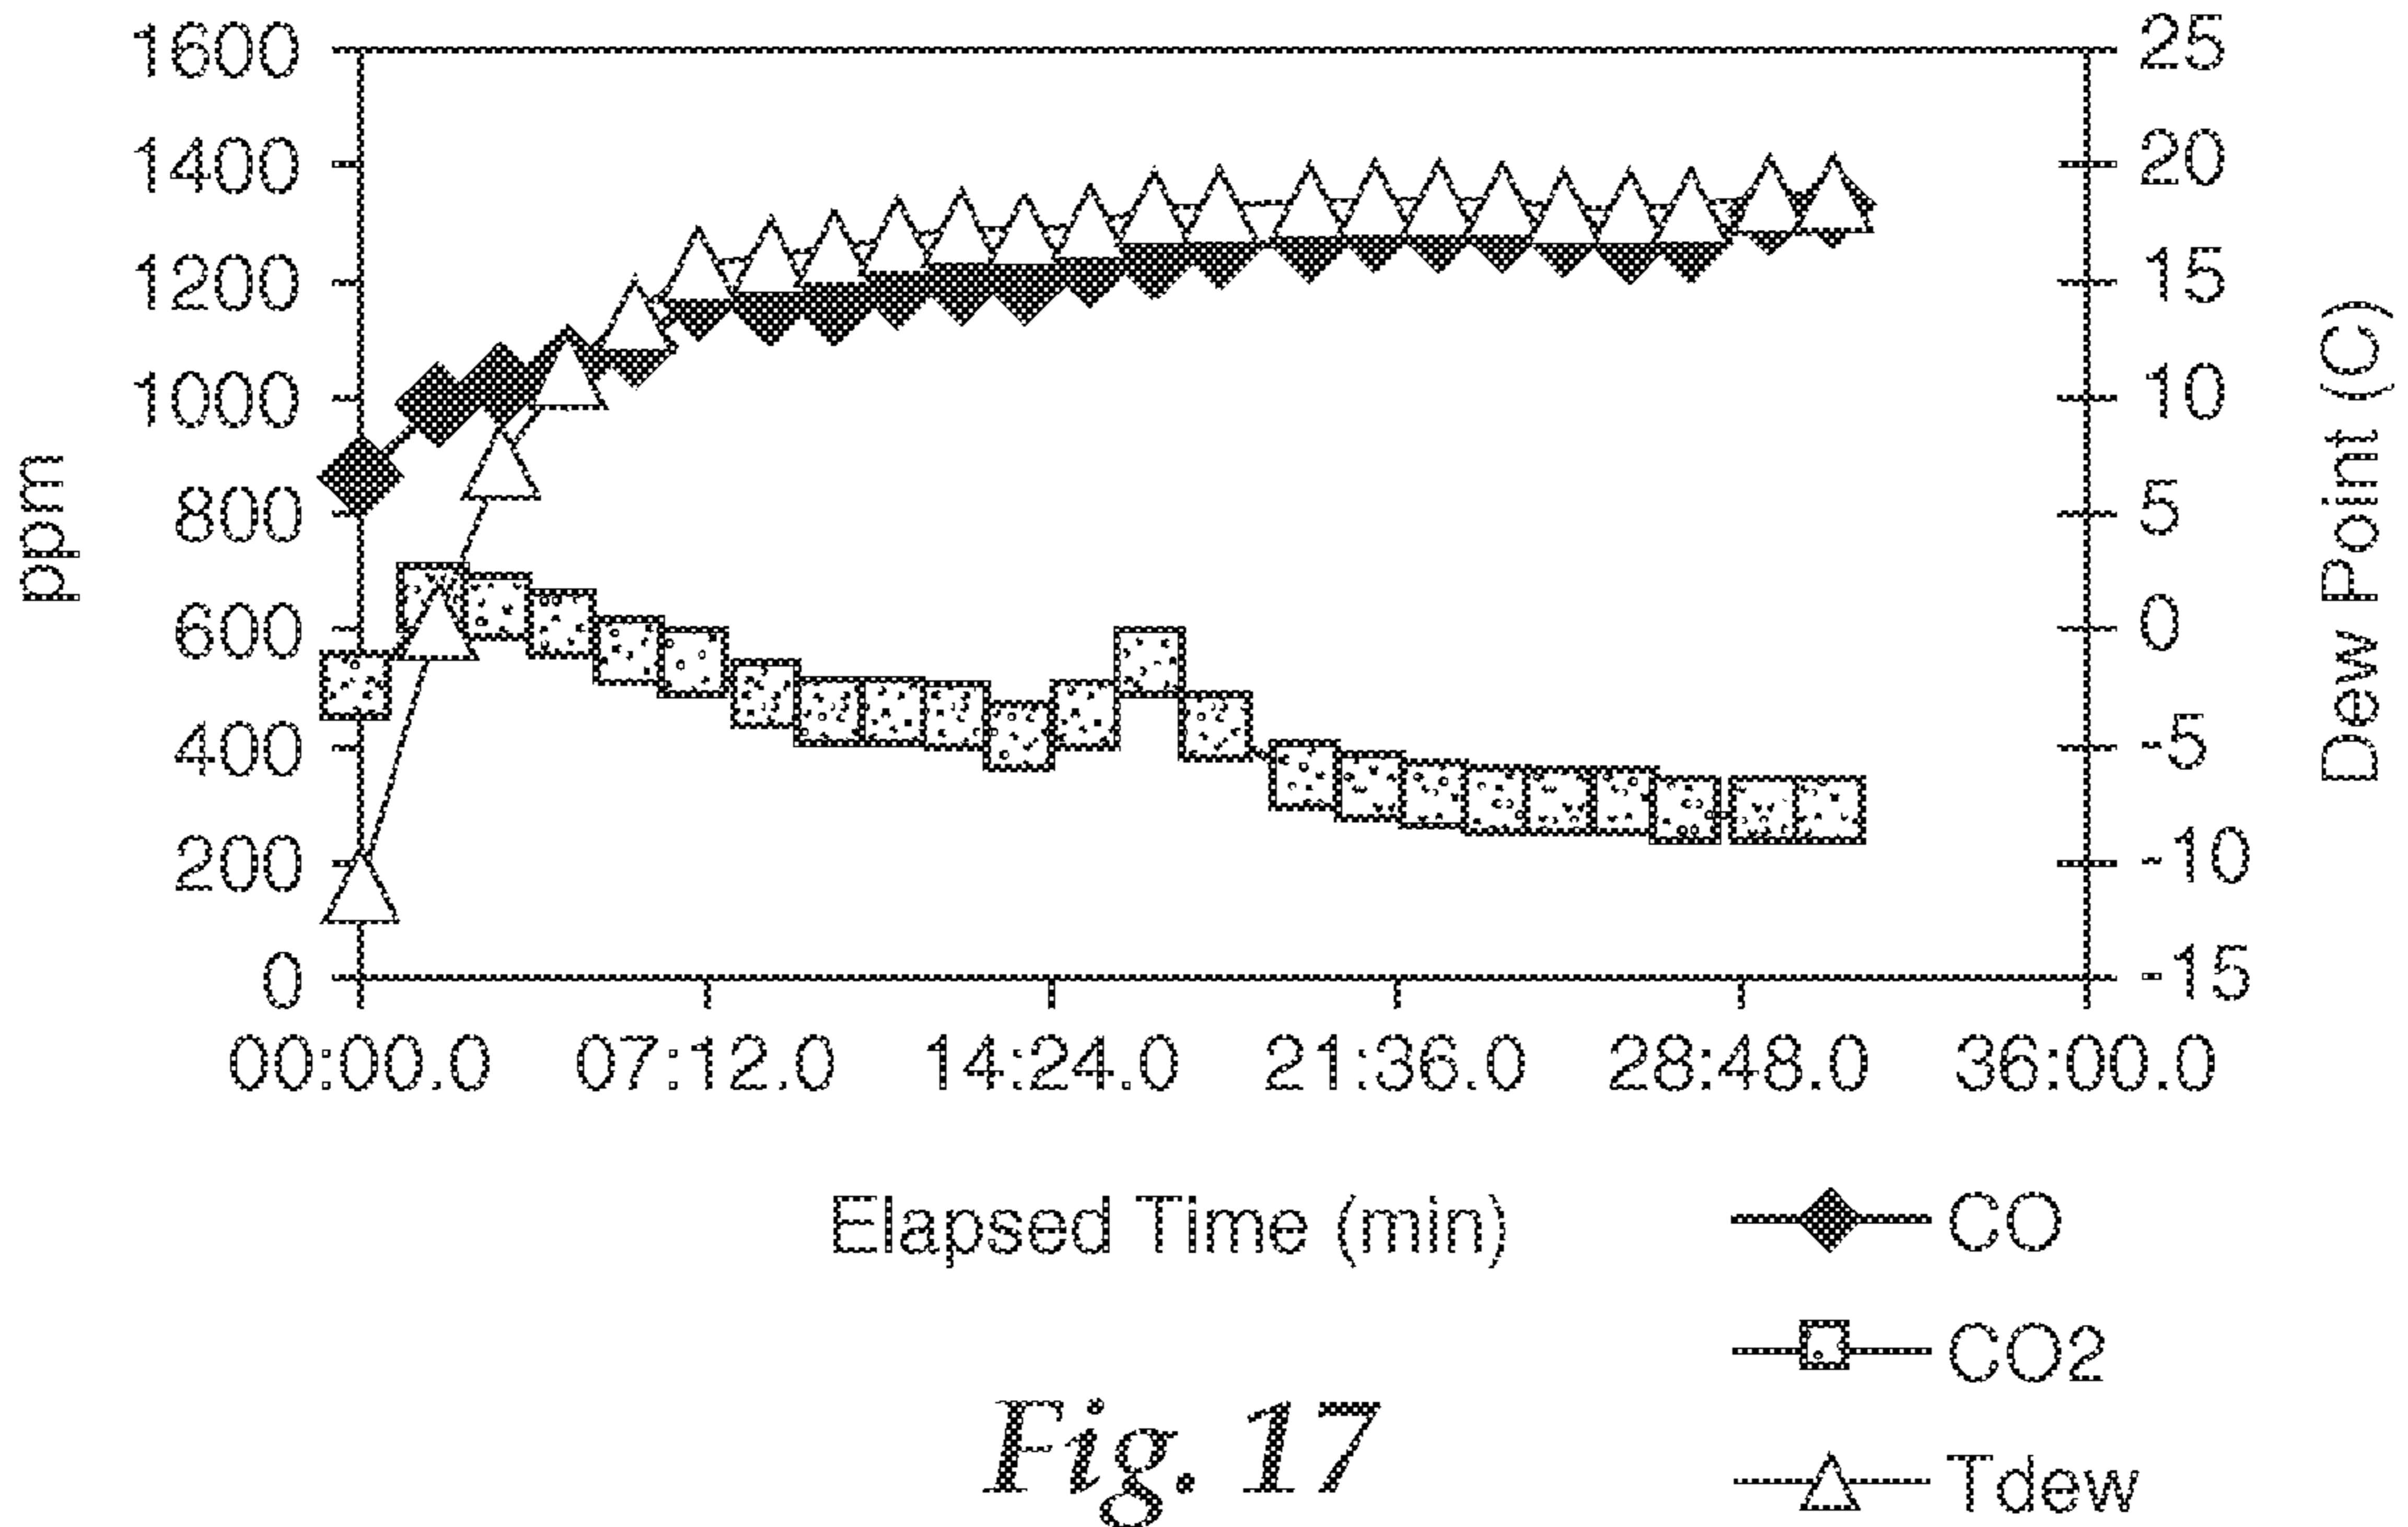 1600
1400
1200
1000
800
600
400
200
0
ppm
25
20
15
10
5
0
-5
-10
-15
Dew Point (C)
00:00.0 07:12.0 14:24.0 21:36.0 28:48.0 36:00.0
Elapsed Time (min)
CO
CO2
Tdew
Fig. 17